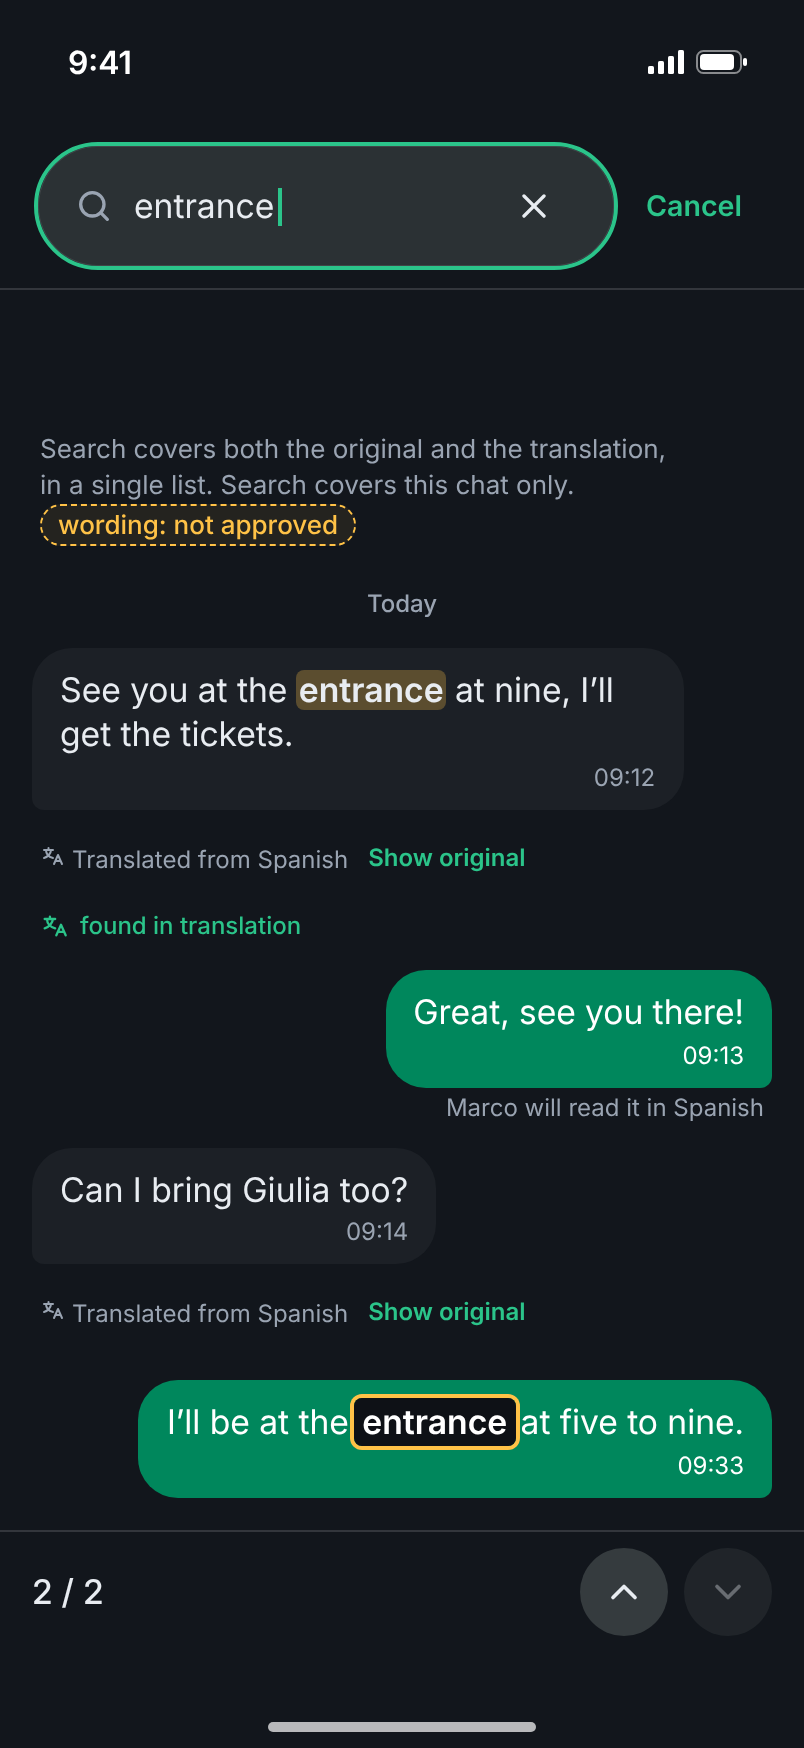 9:41
entrance
Cancel
Search covers both the original and the translation,
in a single list. Search covers this chat only.
wording: not approved
Today
See you at the entrance at nine, I’ll
get the tickets.
09:12
Translated from Spanish Show original
found in translation
Great, see you there!
09:13
Marco will read it in Spanish
Can I bring Giulia too?
09:14
Translated from Spanish Show original
I’ll be at the entrance at five to nine.
09:33
2 / 2